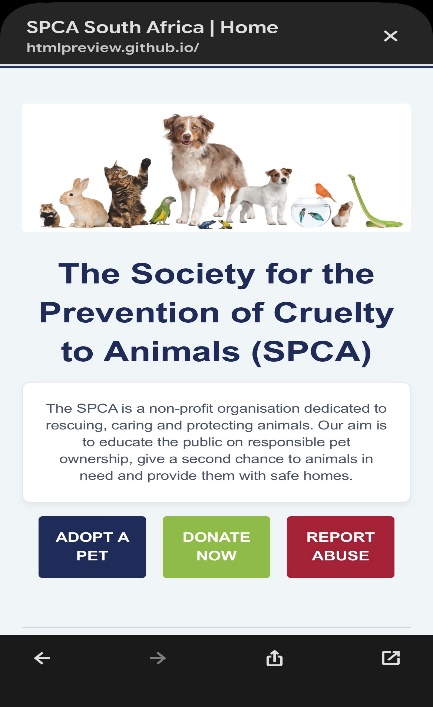 SPCA South Africa | Home
htmlpreview.github.io/
The Society for the
Prevention of Cruelty
to Animals (SPCA)
The SPCA is a non-profit organisation dedicated to
rescuing, caring and protecting animals. Our aim is
to educate the public on responsible pet
ownership, give a second chance to animals in
need and provide them with safe homes.
ADOPT A
PET
DONATE
NOW
REPORT
ABUSE